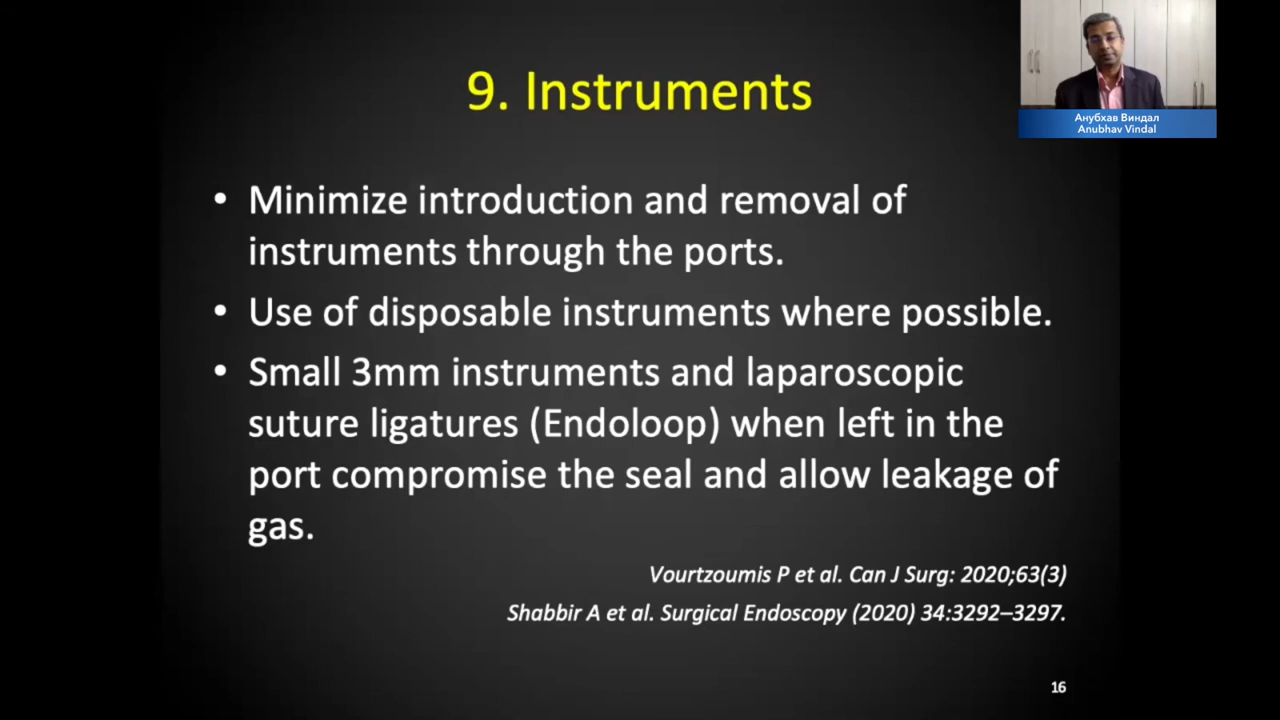 9. Instruments
Анубхав Виндал
Anubhav Vindal
• Minimize introduction and removal of
instruments through the ports.
• Use of disposable instruments where possible.
• Small 3mm instruments and laparoscopic
suture ligatures (Endoloop) when left in the
port compromise the seal and allow leakage of
gas.
Vourtzoumis P et al. Can J Surg: 2020;63(3)
Shabbir A et al. Surgical Endoscopy (2020) 34:3292–3297.
16